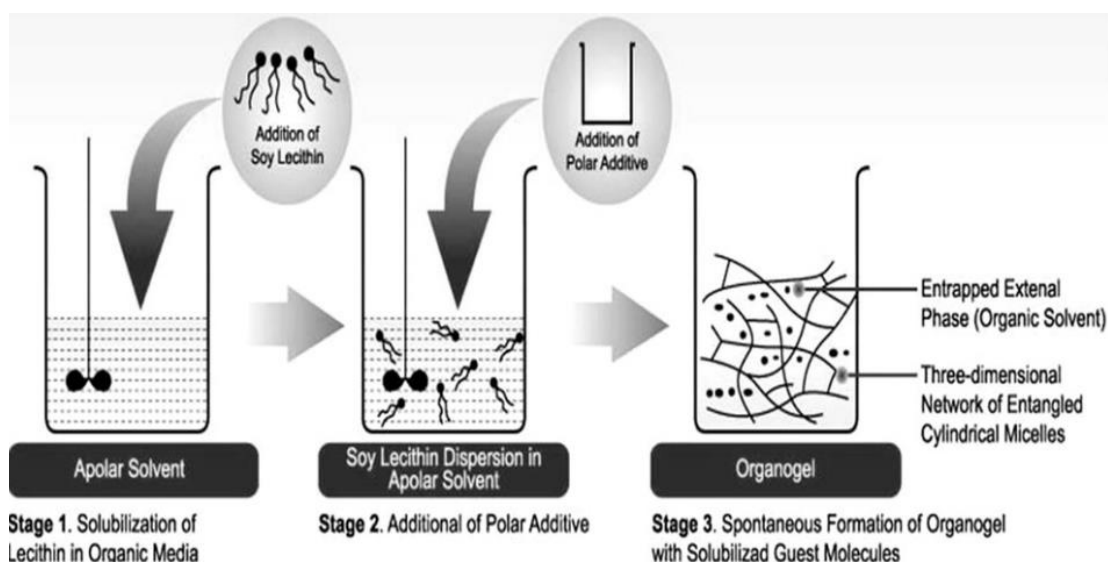 Addition of
Soy Lecithin
Addition of
Polar Additive
Entrapped Extenal
Phase (Organic Solvent)
Three-dimensional
Network of Entangled
Cylindrical Micelles
Apolar Solvent
Soy Lecithin Dispersion in
Apolar Solvent
Organogel
Stage 1. Solubilization of
Lecithin in Organic Media
Stage 2. Additional of Polar Additive
Stage 3. Spontaneous Formation of Organogel
with Solubilizad Guest Molecules